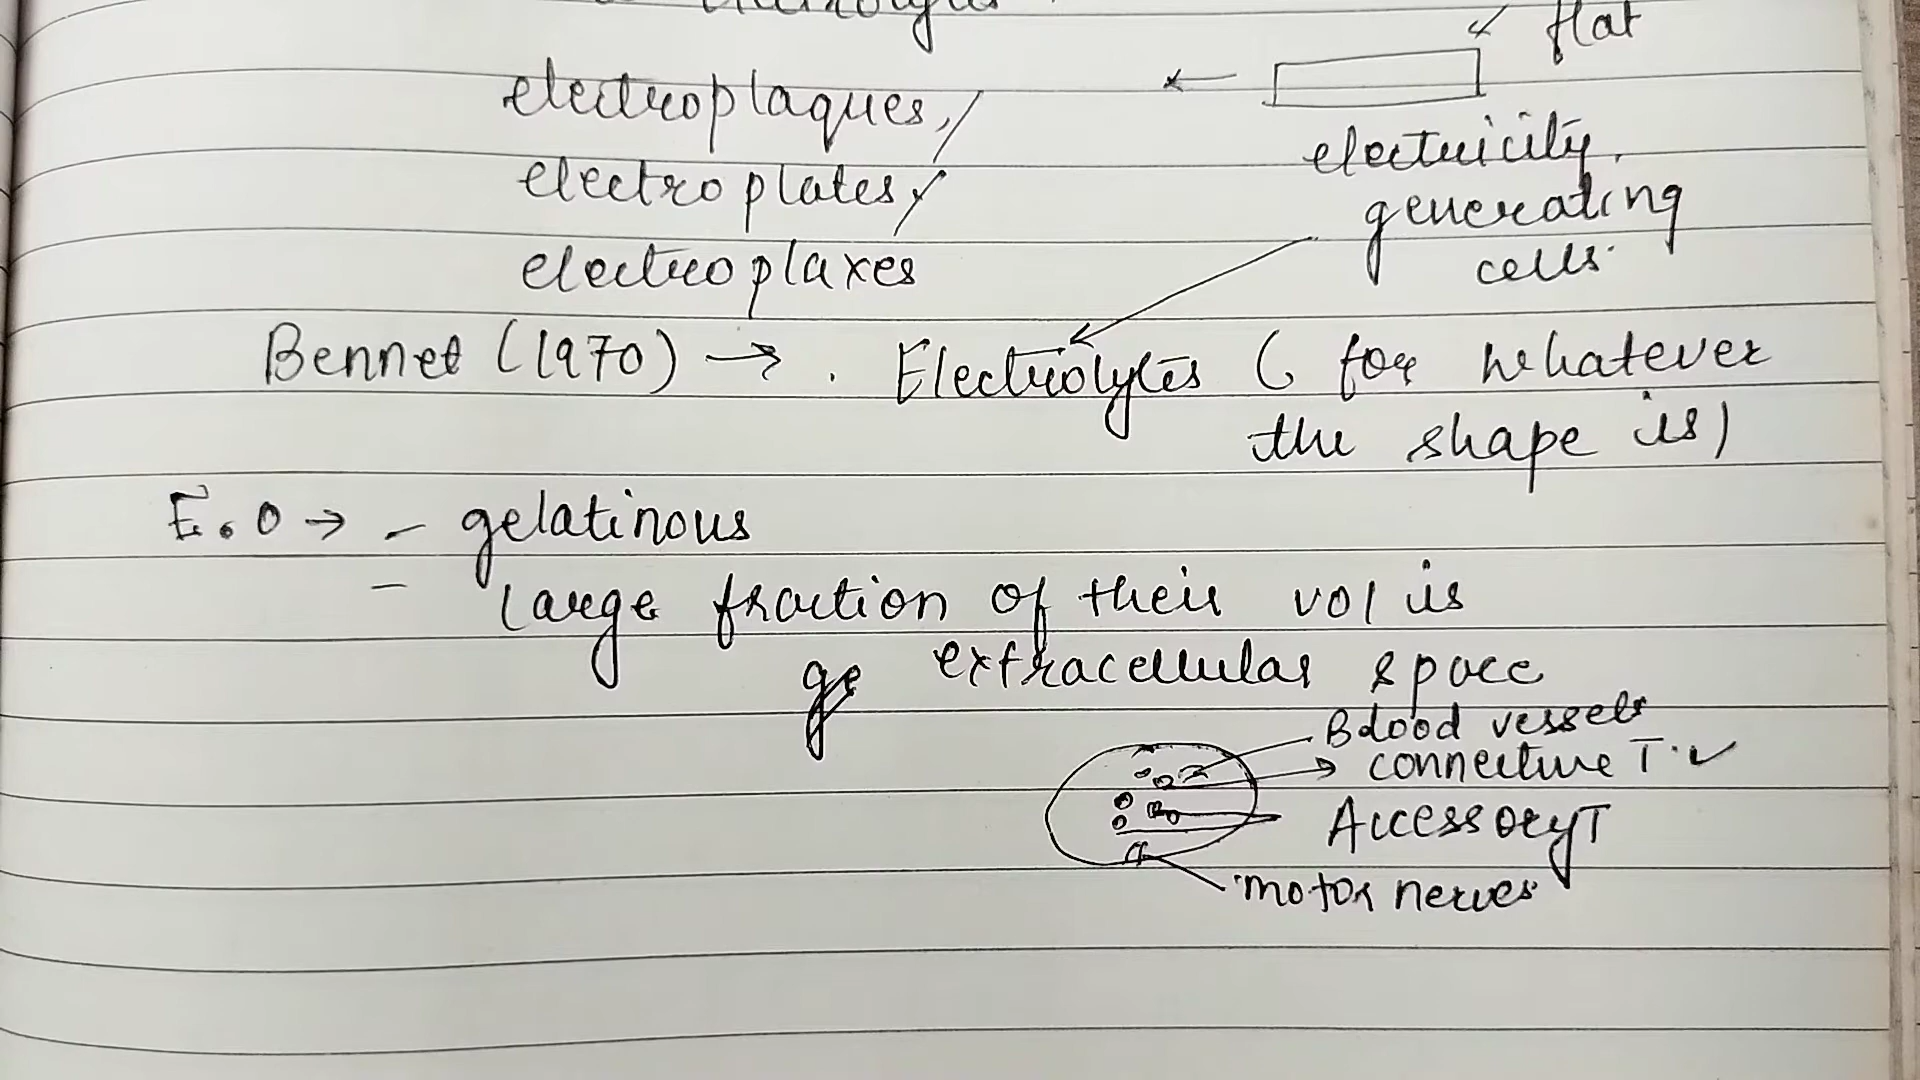 flat
electroplaques,/
electroplates/
electroplaxes
electricity
generating
cells.
Bennet (1970) → . Electrolytes ( for whatever
the shape is)
E.O → - gelatinous
- Large fraction of their vol is
extracellular space
Blood vessels
connective T. ✓
Accessory T
motor nerves